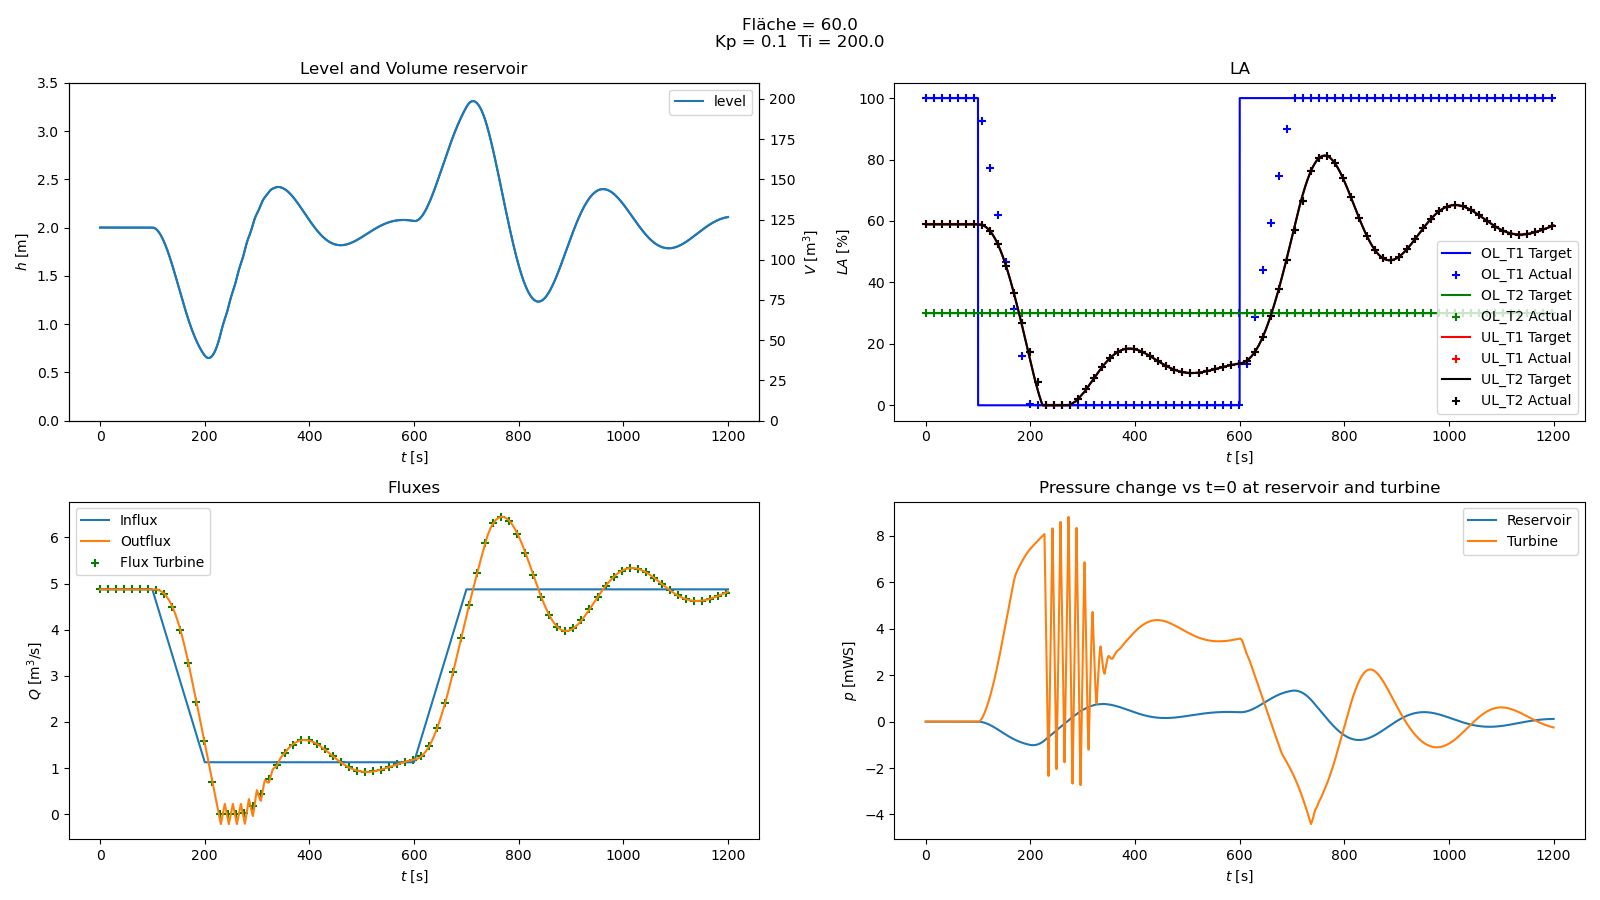 Fläche = 60.0
Kp = 0.1  Ti = 200.0
Level and Volume reservoir
3.5
3.0
2.5
2.0
1.5
1.0
0.5
0.0
h [m]
level
200
175
150
125
100
75
50
25
0
V [m³]
0 200 400 600 800 1000 1200
t [s]
LA
100
80
60
40
20
0
LA [%]
OL_T1 Target
OL_T1 Actual
OL_T2 Target
OL_T2 Actual
UL_T1 Target
UL_T1 Actual
UL_T2 Target
UL_T2 Actual
0 200 400 600 800 1000 1200
t [s]
Fluxes
6
5
4
3
2
1
0
Q [m³/s]
Influx
Outflux
Flux Turbine
0 200 400 600 800 1000 1200
t [s]
Pressure change vs t=0 at reservoir and turbine
8
6
4
2
0
−2
−4
p [mWS]
Reservoir
Turbine
0 200 400 600 800 1000 1200
t [s]